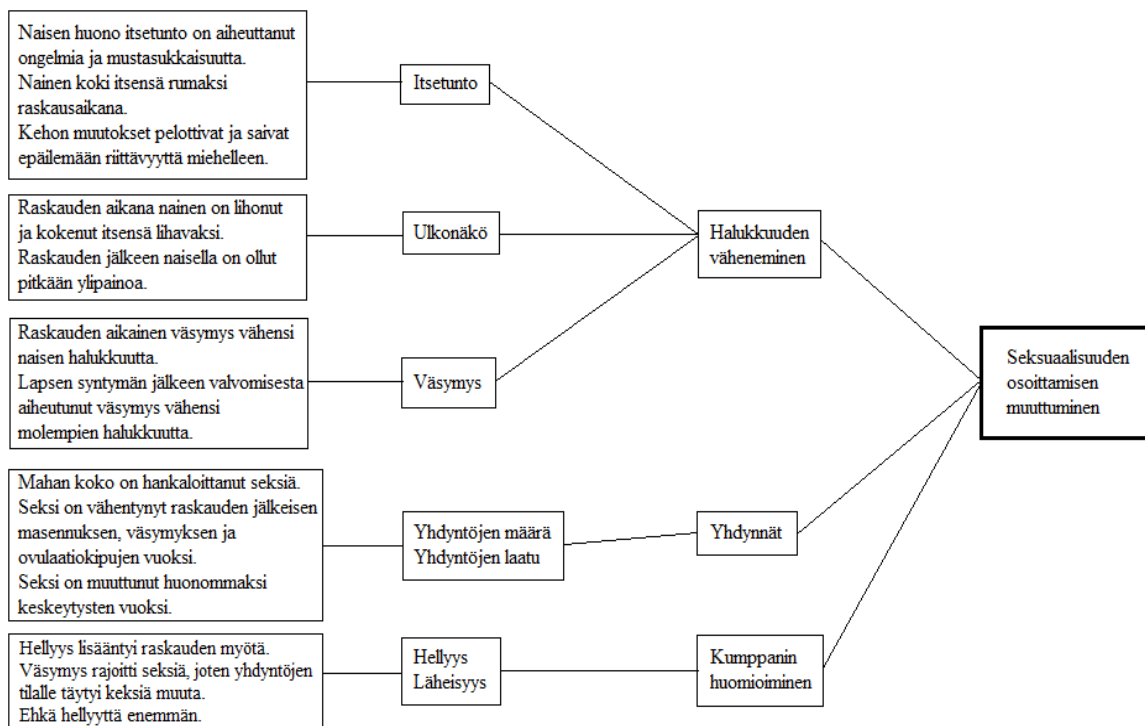 Naisen huono itsetunto on aiheuttanut
ongelmia ja mustasukkaisuutta.
Nainen koki itsensä rumaksi
raskausaikana.
Kehon muutokset pelottivat ja saivat
epäilemään riittävyyttä miehelleen.
Itsetunto
Raskauden aikana nainen on lihonut
ja kokenut itsensä lihavaksi.
Raskauden jälkeen naisella on ollut
pitkään ylipainoa.
Ulkonäkö
Halukkuuden
väheneminen
Raskauden aikainen väsymys vähensi
naisen halukkuutta.
Lapsen syntymän jälkeen valvomisesta
aiheutunut väsymys vähensi
molempien halukkuutta.
Väsymys
Seksuaalisuuden
osoittamisen
muuttuminen
Mahan koko on hankaloittanut seksiä.
Seksi on vähentynyt raskauden jälkeisen
masennuksen, väsymyksen ja
ovulaatiokipujen vuoksi.
Seksi on muuttunut huonommaksi
keskeytysten vuoksi.
Yhdyntöjen määrä
Yhdyntöjen laatu
Yhdynnät
Hellyys lisääntyi raskauden myötä.
Väsymys rajoitti seksiä, joten yhdyntöjen
tilalle täytyi keksiä muuta.
Ehkä hellyyttä enemmän.
Hellyys
Läheisyys
Kumppanin
huomioiminen